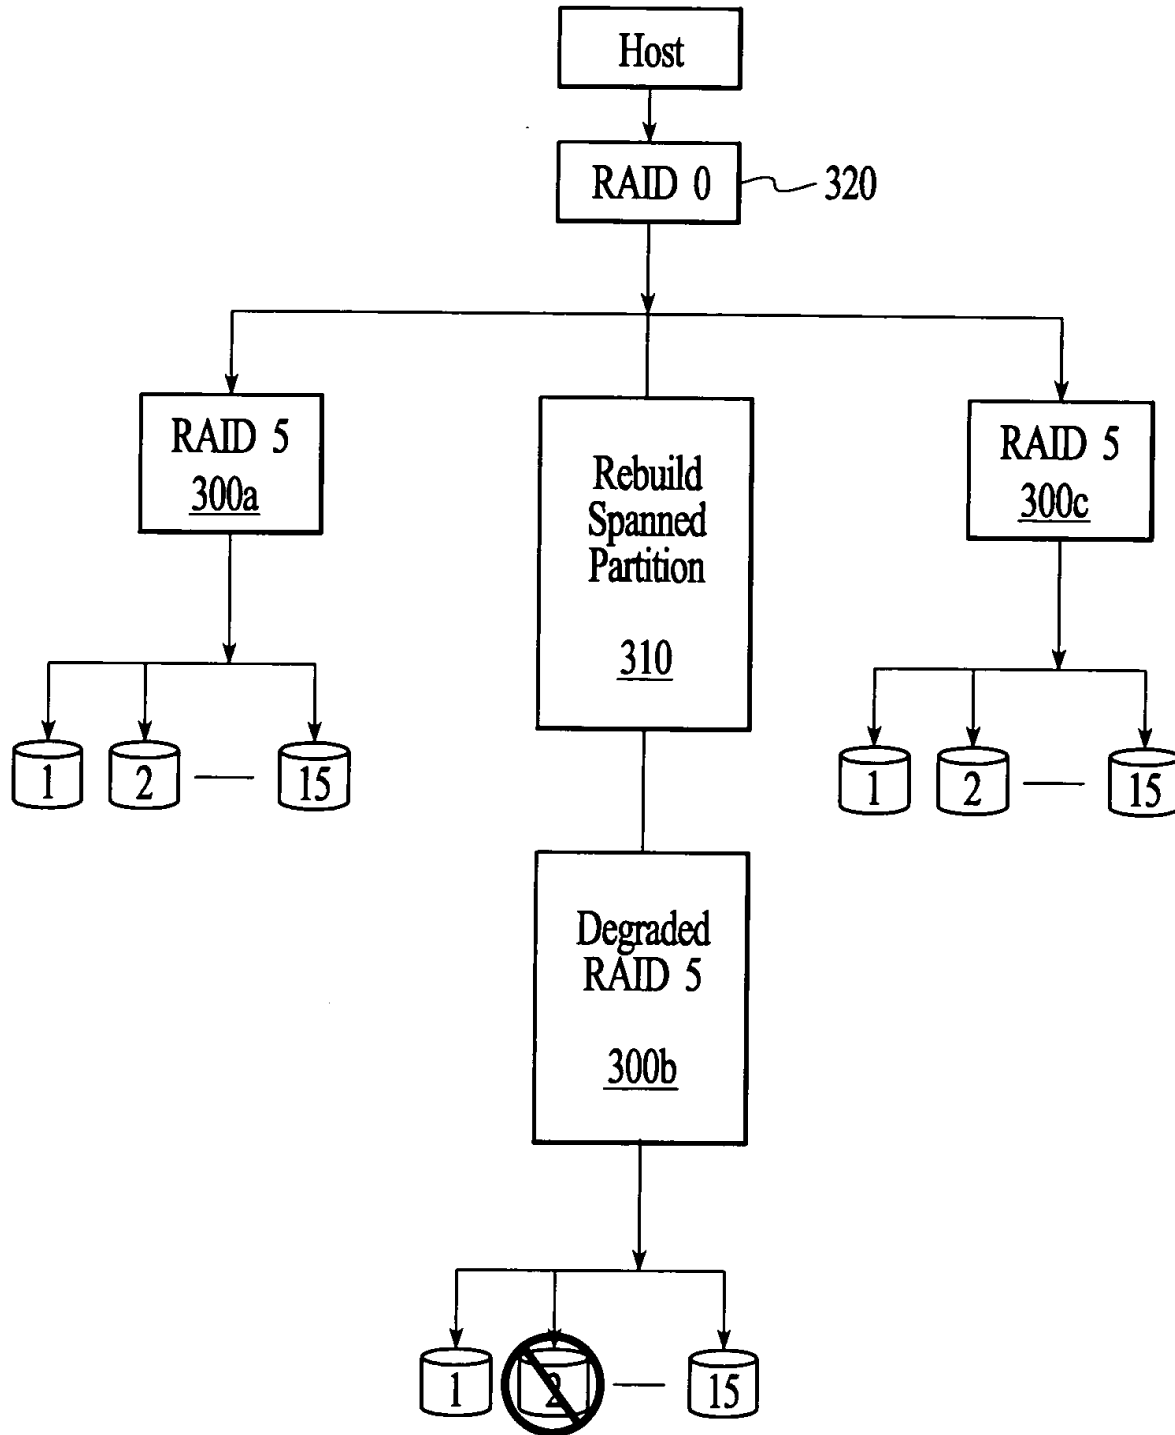 Host
RAID 0
320
RAID 5
300a
Rebuild
Spanned
Partition
310
RAID 5
300c
1
2
15
1
2
15
Degraded
RAID 5
300b
1
2
15